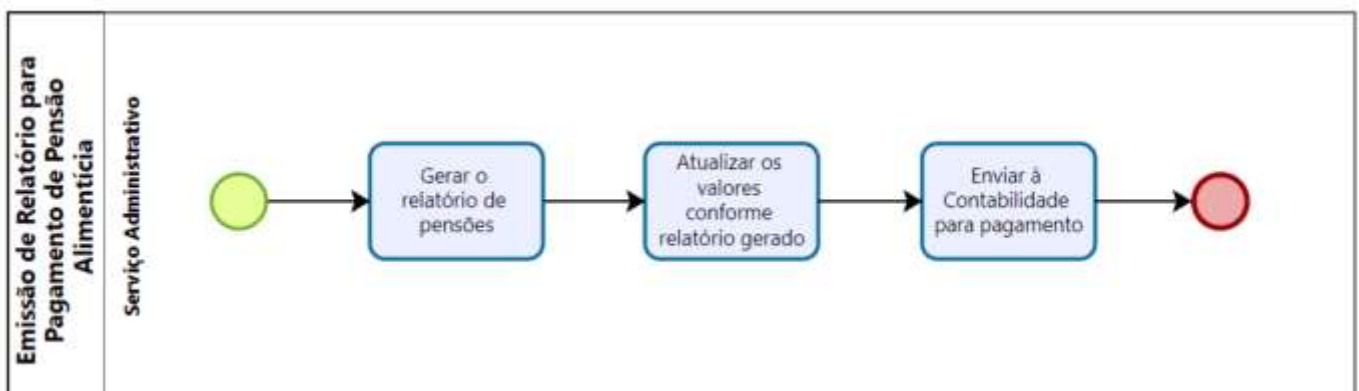 Emissão de Relatório para
Pagamento de Pensão
Alimentícia
Serviço Administrativo
Gerar o
relatório de
pensões
Atualizar os
valores
conforme
relatório gerado
Enviar à
Contabilidade
para pagamento